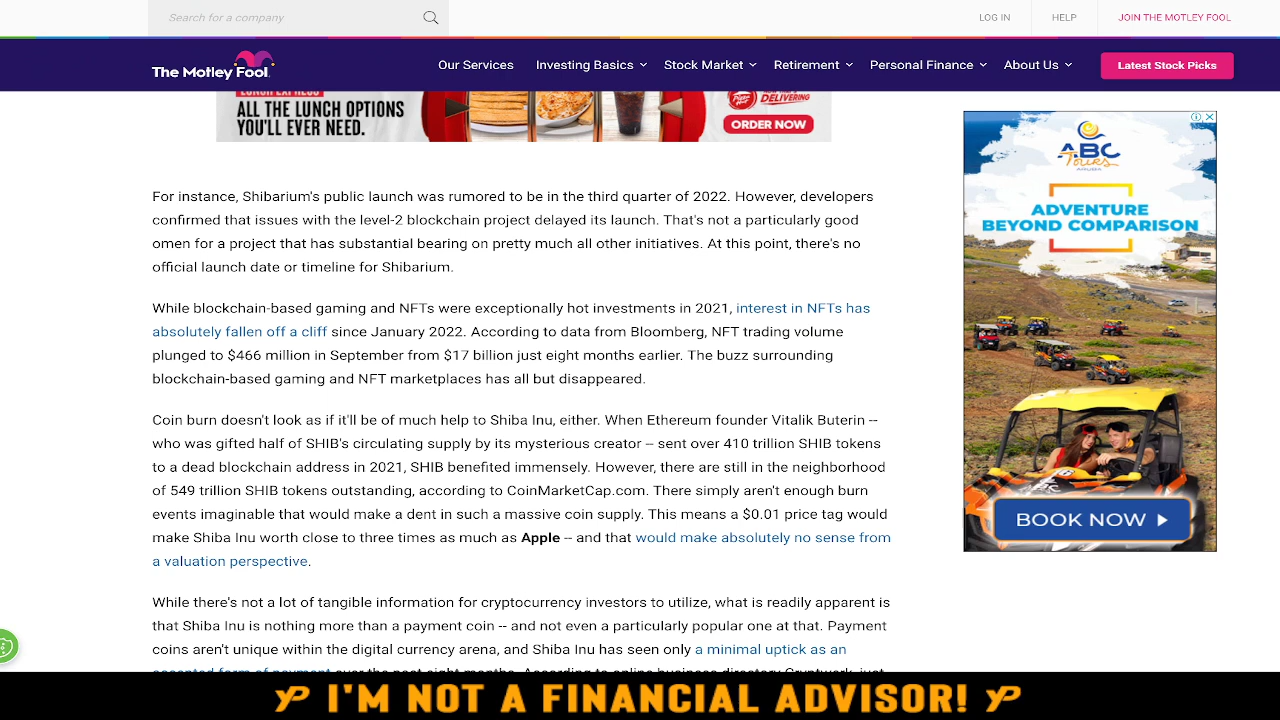 Search for a company
LOG IN
HELP
JOIN THE MOTLEY FOOL
The Motley Fool
Our Services
Investing Basics
Stock Market
Retirement
Personal Finance
About Us
Latest Stock Picks
LUNCH EXPRESS
ALL THE LUNCH OPTIONS
YOU'LL EVER NEED.
DELIVERING
ORDER NOW
For instance, Shibarium's public launch was rumored to be in the third quarter of 2022. However, developers
confirmed that issues with the level-2 blockchain project delayed its launch. That's not a particularly good
omen for a project that has substantial bearing on pretty much all other initiatives. At this point, there's no
official launch date or timeline for Shibarium.
While blockchain-based gaming and NFTs were exceptionally hot investments in 2021, interest in NFTs has
absolutely fallen off a cliff since January 2022. According to data from Bloomberg, NFT trading volume
plunged to $466 million in September from $17 billion just eight months earlier. The buzz surrounding
blockchain-based gaming and NFT marketplaces has all but disappeared.
Coin burn doesn't look as if it'll be of much help to Shiba Inu, either. When Ethereum founder Vitalik Buterin --
who was gifted half of SHIB's circulating supply by its mysterious creator -- sent over 410 trillion SHIB tokens
to a dead blockchain address in 2021, SHIB benefited immensely. However, there are still in the neighborhood
of 549 trillion SHIB tokens outstanding, according to CoinMarketCap.com. There simply aren't enough burn
events imaginable that would make a dent in such a massive coin supply. This means a $0.01 price tag would
make Shiba Inu worth close to three times as much as Apple -- and that would make absolutely no sense from
a valuation perspective.
While there's not a lot of tangible information for cryptocurrency investors to utilize, what is readily apparent is
that Shiba Inu is nothing more than a payment coin -- and not even a particularly popular one at that. Payment
coins aren't unique within the digital currency arena, and Shiba Inu has seen only a minimal uptick as an
ABC
Tours
ARUBA
ADVENTURE
BEYOND COMPARISON
BOOK NOW
I'M NOT A FINANCIAL ADVISOR!